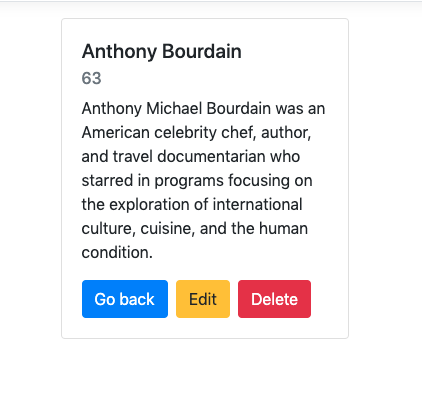 Anthony Bourdain
63
Anthony Michael Bourdain was an
American celebrity chef, author,
and travel documentarian who
starred in programs focusing on
the exploration of international
culture, cuisine, and the human
condition.
Go back Edit Delete